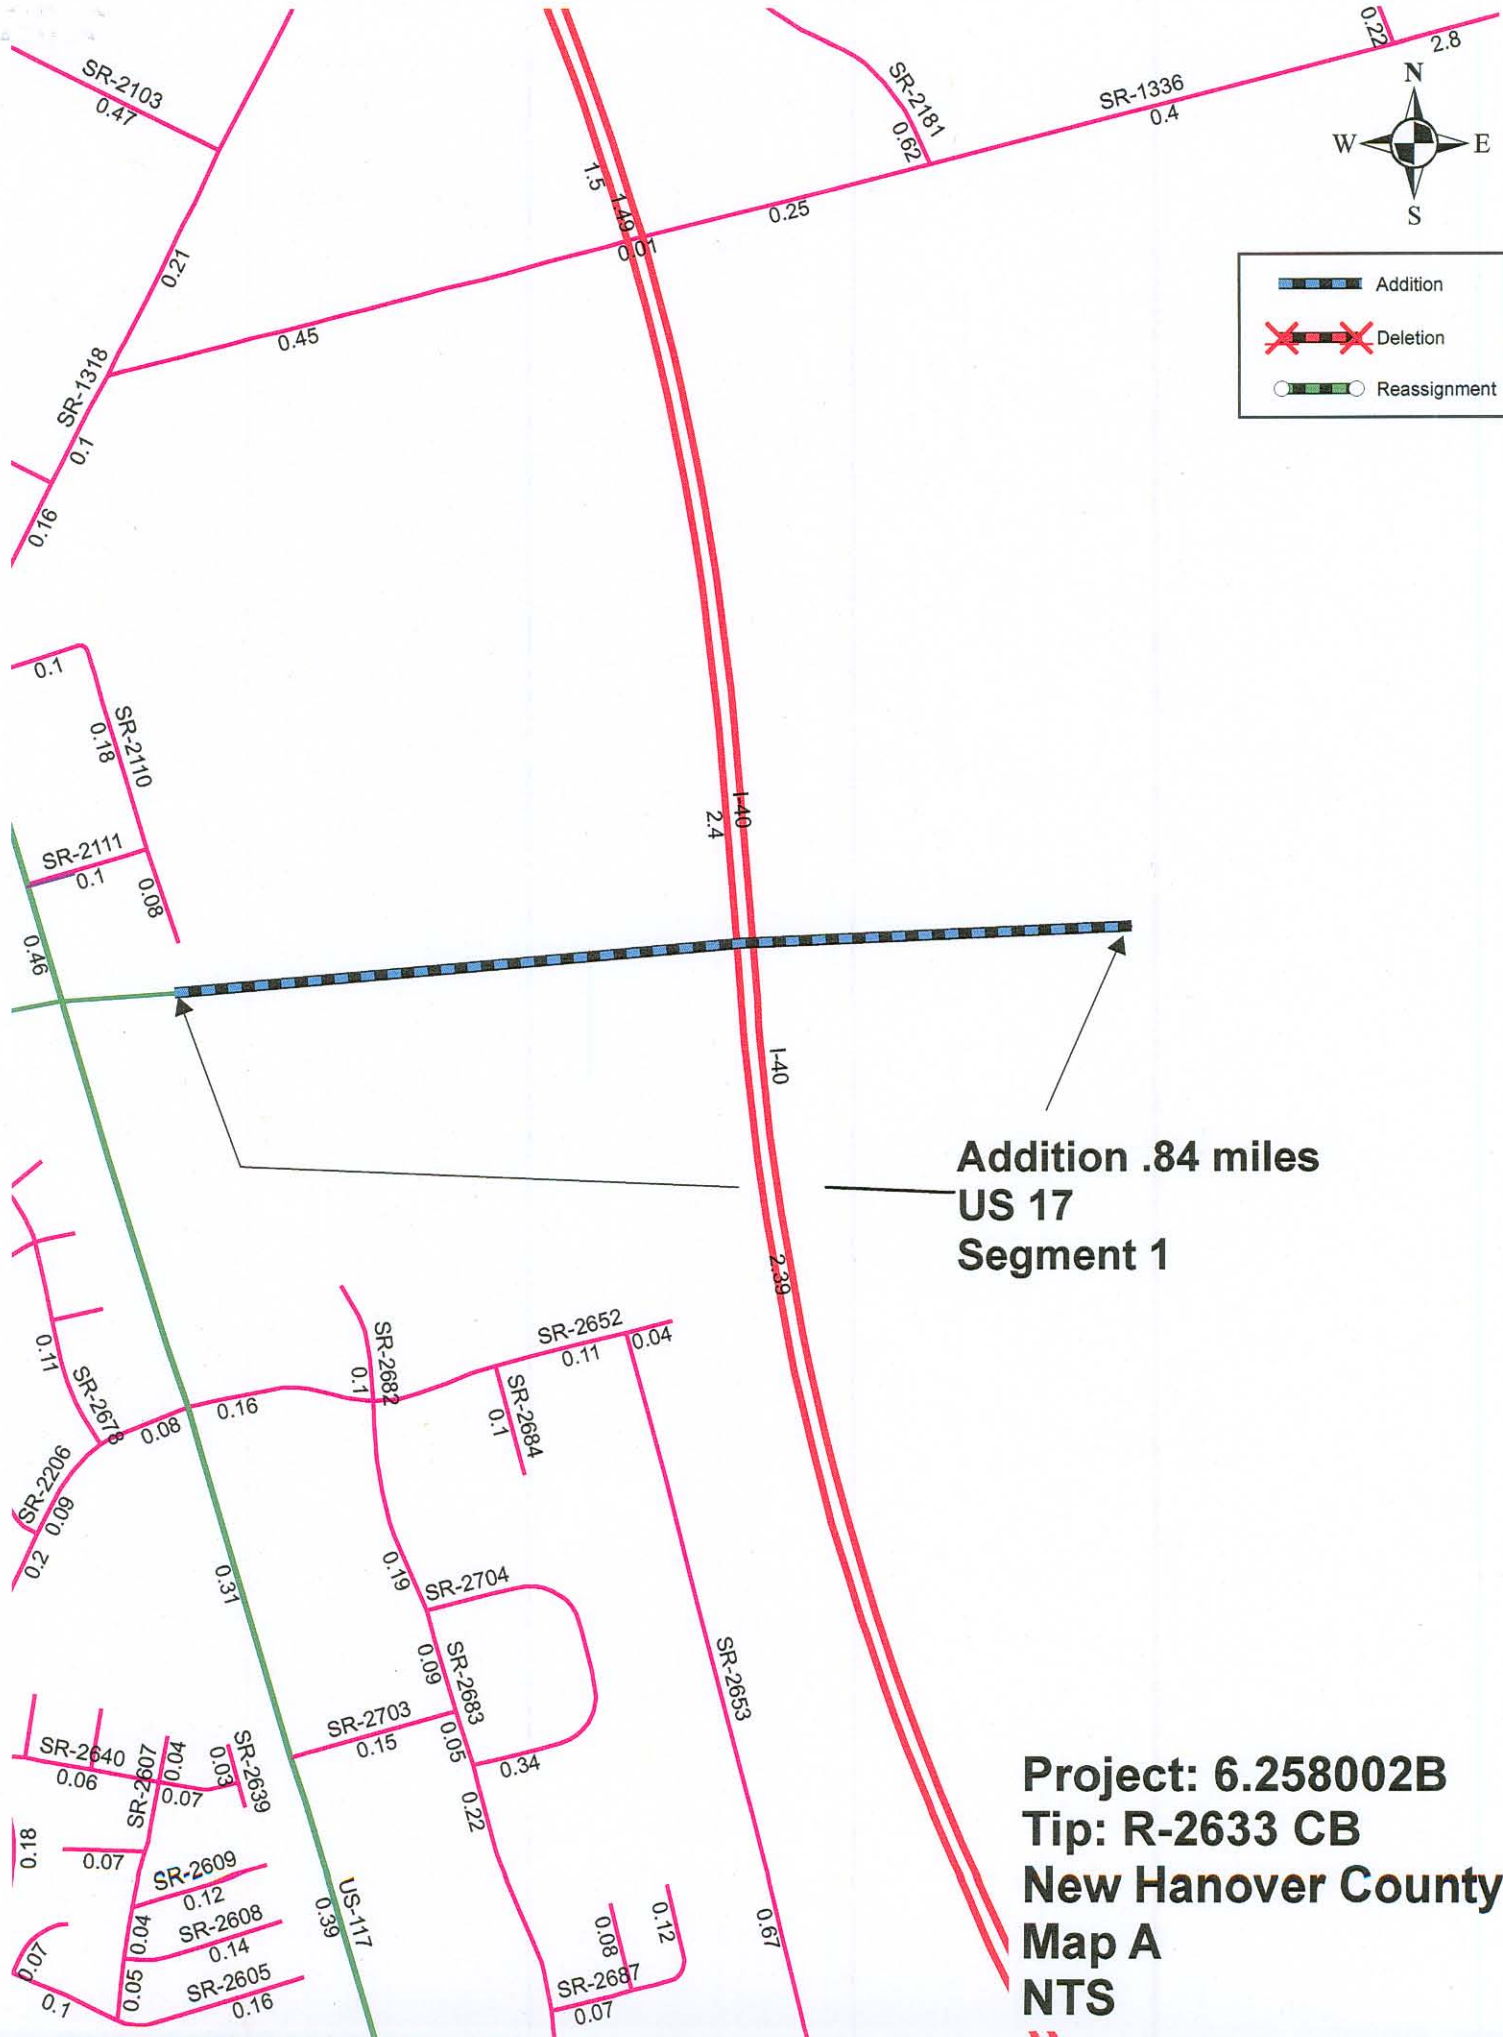 SR-2103
0.47
0.22
2.8
N
W
E
S
SR-2181
0.62
SR-1336
0.4
1.5
1.49
0.01
0.25
0.21
0.45
Addition
Deletion
Reassignment
SR-1318
0.1
0.16
0.1
SR-2110
0.18
SR-2111
0.1
0.08
0.46
2.4
I-40
I-40
Addition .84 miles
US 17
Segment 1
2.39
0.11
SR-2678
SR-2206
0.09
0.2
0.08
0.16
SR-2682
0.1
SR-2652
0.11
0.04
SR-2684
0.1
0.31
0.19
SR-2704
0.09
SR-2683
SR-2703
0.15
0.05
0.34
0.22
SR-2653
0.67
SR-2640
0.06
SR-2607
0.04
0.07
0.03
SR-2639
0.18
0.07
SR-2609
0.12
0.04
SR-2608
0.14
0.07
0.1
0.05
SR-2605
0.16
US-117
0.39
0.08
0.12
SR-2687
0.07
Project: 6.258002B
Tip: R-2633 CB
New Hanover County
Map A
NTS